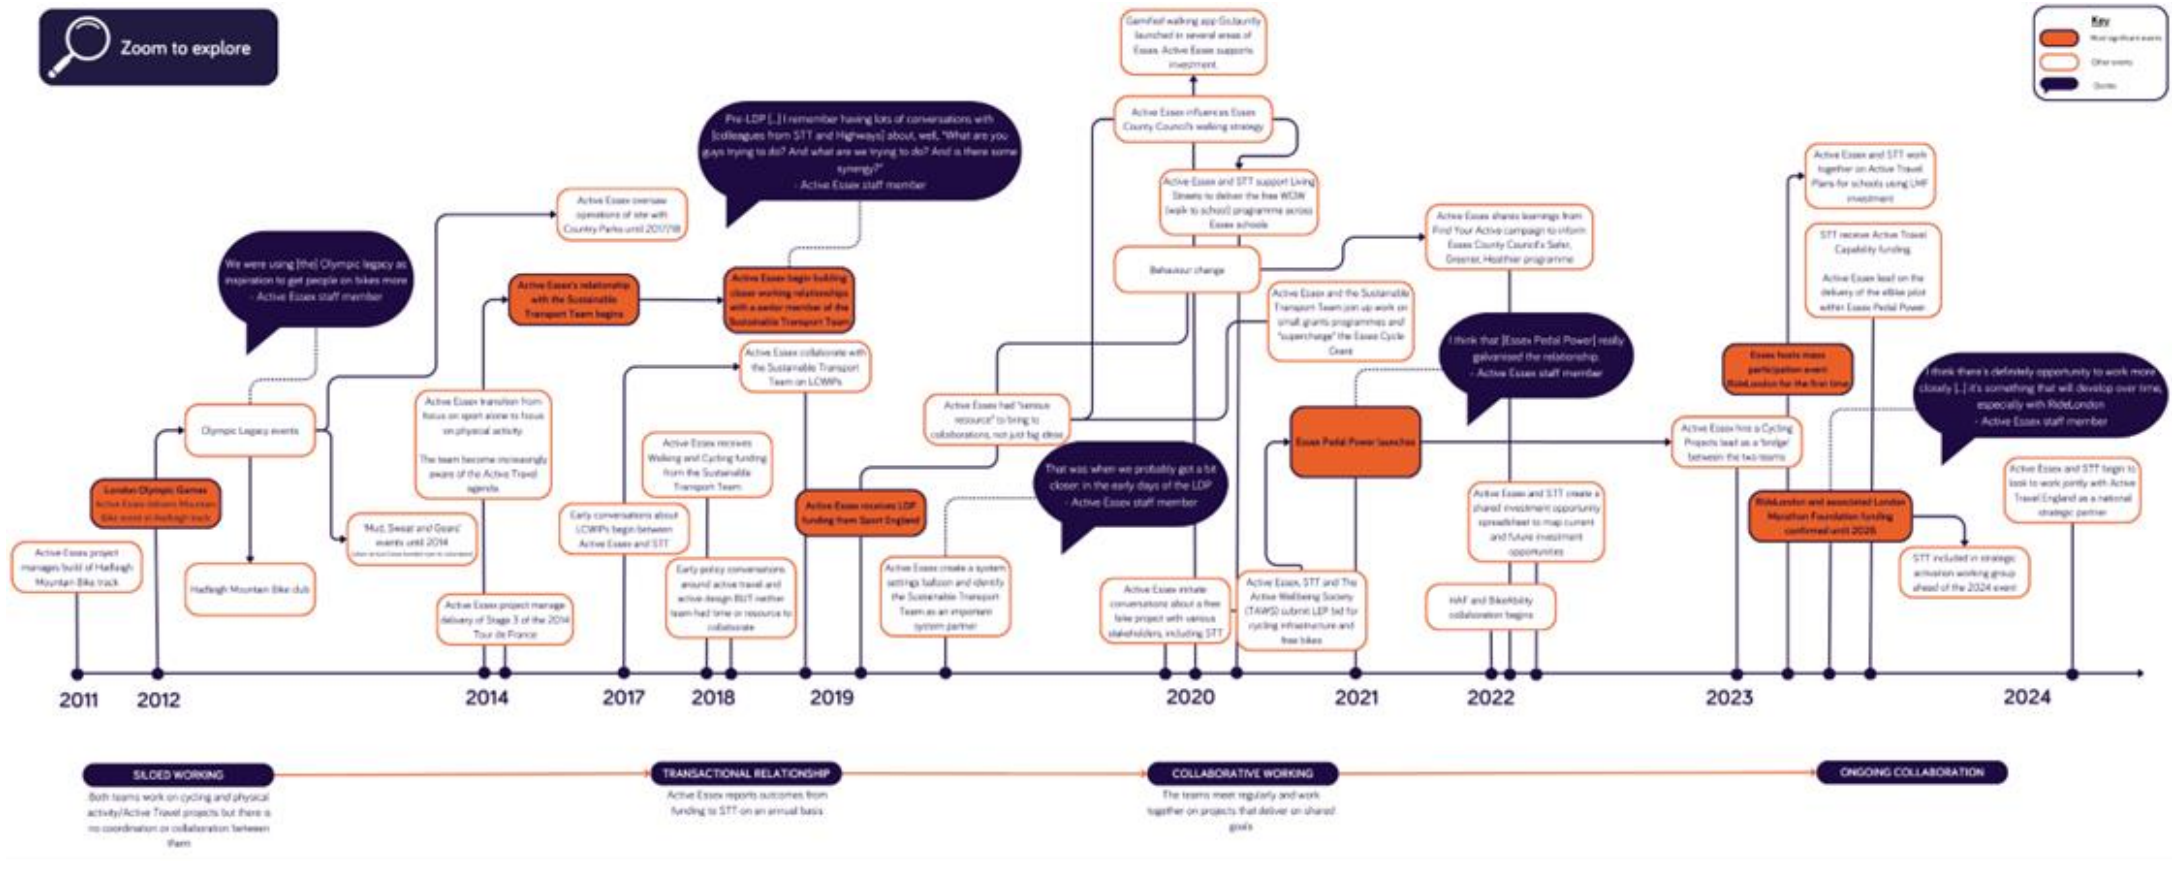 Zoom to explore
Key
Most significant events
Other events
Quotes
Gamified walking app GoJauntly
launched in several areas of
Essex. Active Essex supports
investment.
Active Essex influences Essex
County Council's walking strategy
Pre-LDP [...] I remember having lots of conversations with
[colleagues from STT and Highways] about, well, "What are you
guys trying to do? And what are we trying to do? And is there some
synergy?"
- Active Essex staff member
Active Essex and STT support Living
Streets to deliver the free WOW
(walk to school) programme across
Essex schools
Active Essex and STT work
together on Active Travel
Plans for schools using LMF
investment
Active Essex oversaw
operations of site with
Country Parks until 2017/18
Active Essex shares learnings from
Find Your Active campaign to inform
Essex County Council's Safer,
Greener, Healthier programme
STT receive Active Travel
Capability funding.
Active Essex lead on the
delivery of the eBike pilot
within Essex Pedal Power
We were using [the] Olympic legacy as
inspiration to get people on bikes more
- Active Essex staff member
Active Essex's relationship
with the Sustainable
Transport Team begins
Active Essex begin building
closer working relationships
with a senior member of the
Sustainable Transport Team
Behaviour change
Active Essex and the Sustainable
Transport Team join up work on
small grants programmes and
"supercharge" the Essex Cycle
Grant
I think that [Essex Pedal Power] really
galvanised the relationship.
- Active Essex staff member
Essex hosts mass
participation event
RideLondon for the first time
I think there's definitely opportunity to work more
closely [...] it's something that will develop over time,
especially with RideLondon
- Active Essex staff member
Active Essex collaborate with
the Sustainable Transport
Team on LCWIPs
Olympic Legacy events
Active Essex transition from
focus on sport alone to focus
on physical activity.
The team become increasingly
aware of the Active Travel
agenda.
Active Essex had "serious
resource" to bring to
collaborations, not just big ideas
Essex Pedal Power launches
Active Essex hire a Cycling
Projects lead as a 'bridge'
between the two teams
Active Essex receives
Walking and Cycling funding
from the Sustainable
Transport Team
That was when we probably got a bit
closer: in the early days of the LDP
- Active Essex staff member
Active Essex and STT begin to
look to work jointly with Active
Travel England as a national
strategic partner
London Olympic Games
Active Essex delivers Mountain
Bike event at Hadleigh track
'Mud, Sweat and Gears'
events until 2014
Early conversations about
LCWIPs begin between
Active Essex and STT
Active Essex receives LDP
funding from Sport England
Active Essex and STT create a
shared investment opportunity
spreadsheet to map current
and future investment
opportunities
RideLondon and associated London
Marathon Foundation funding
confirmed until 2026
STT included in strategic
activation working group
ahead of the 2024 event
Active Essex project
manages build of Hadleigh
Mountain Bike track
Hadleigh Mountain Bike club
Active Essex project manage
delivery of Stage 3 of the 2014
Tour de France
Early policy conversations
around active travel and
active design BUT neither
team had time or resource to
collaborate
Active Essex create a system
settings balloon and identify
the Sustainable Transport
Team as an important
system partner
Active Essex initiate
conversations about a free
bike project with various
stakeholders, including STT
Active Essex, STT and The
Active Wellbeing Society
(TAWS) submit LEP bid for
cycling infrastructure and
free bikes
HAF and BikeAbility
collaboration begins
2011 2012 2014 2017 2018 2019 2020 2021 2022 2023 2024
SILOED WORKING
Both teams work on cycling and physical
activity/Active Travel projects but there is
no coordination or collaboration between
them
TRANSACTIONAL RELATIONSHIP
Active Essex reports outcomes from
funding to STT on an annual basis
COLLABORATIVE WORKING
The teams meet regularly and work
together on projects that deliver on shared
goals
ONGOING COLLABORATION